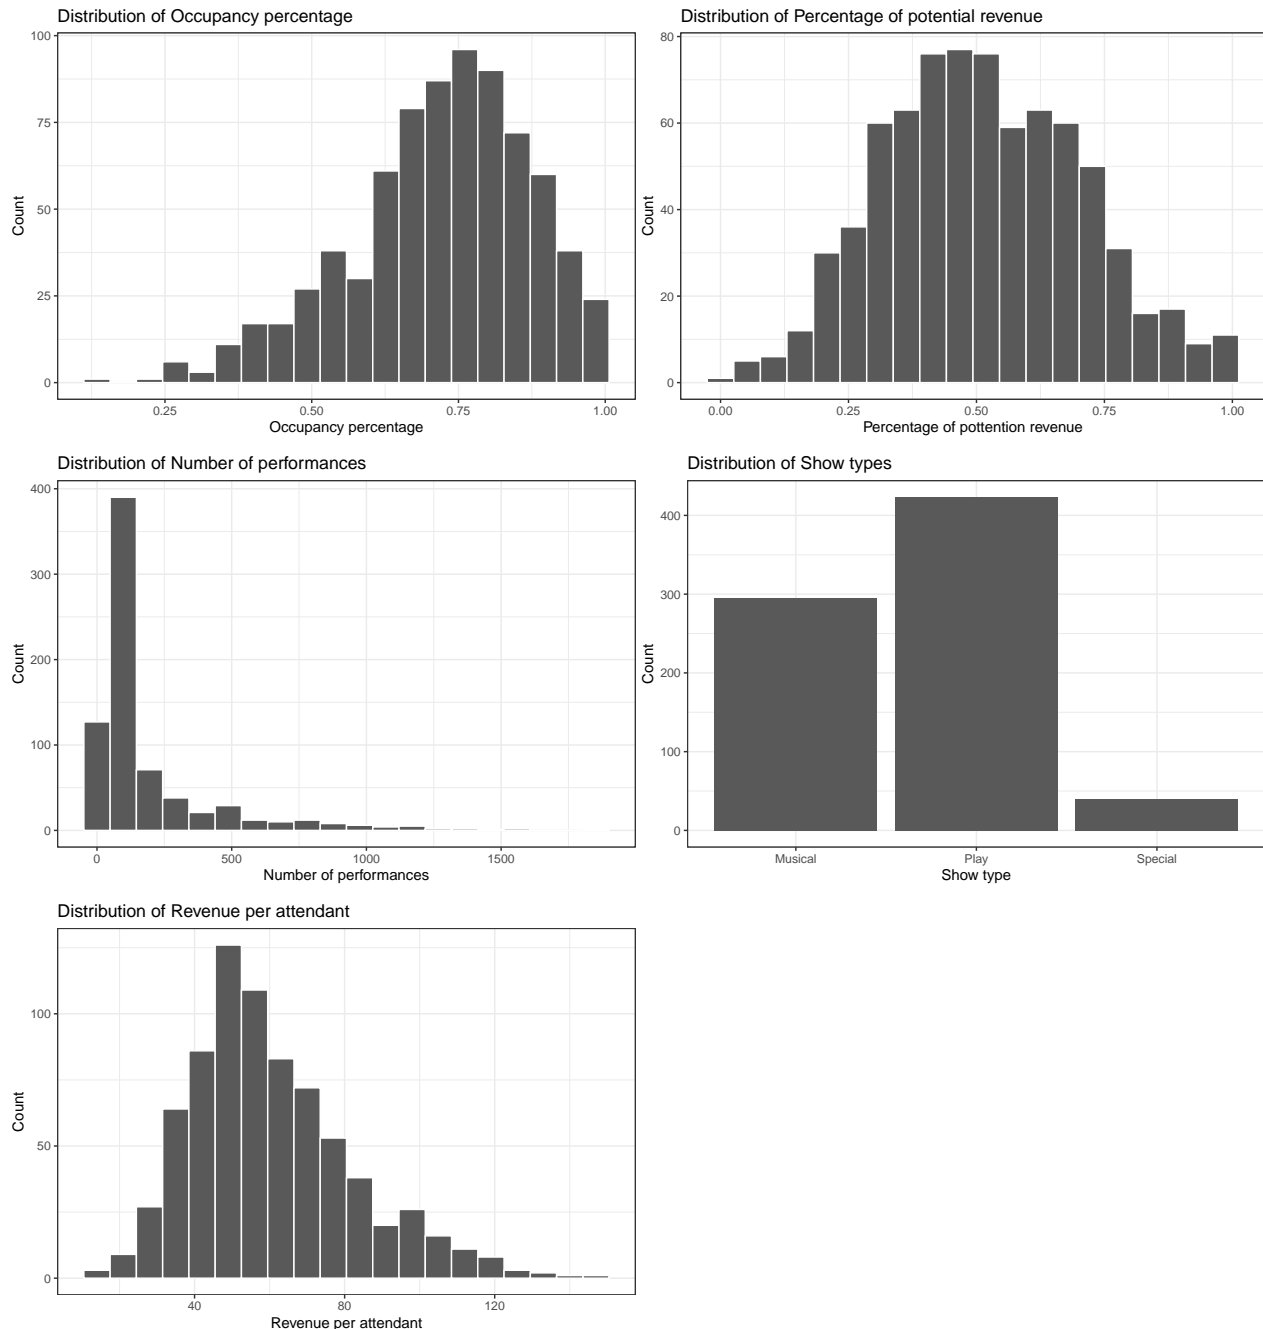 Distribution of Occupancy percentage
100
75
50
25
0
Count
0.25 0.50 0.75 1.00
Occupancy percentage
Distribution of Percentage of potential revenue
80
60
40
20
0
Count
0.00 0.25 0.50 0.75 1.00
Percentage of pottention revenue
Distribution of Number of performances
400
300
200
100
0
Count
0 500 1000 1500
Number of performances
Distribution of Show types
400
300
200
100
0
Count
Musical Play Special
Show type
Distribution of Revenue per attendant
100
50
0
Count
40 80 120
Revenue per attendant